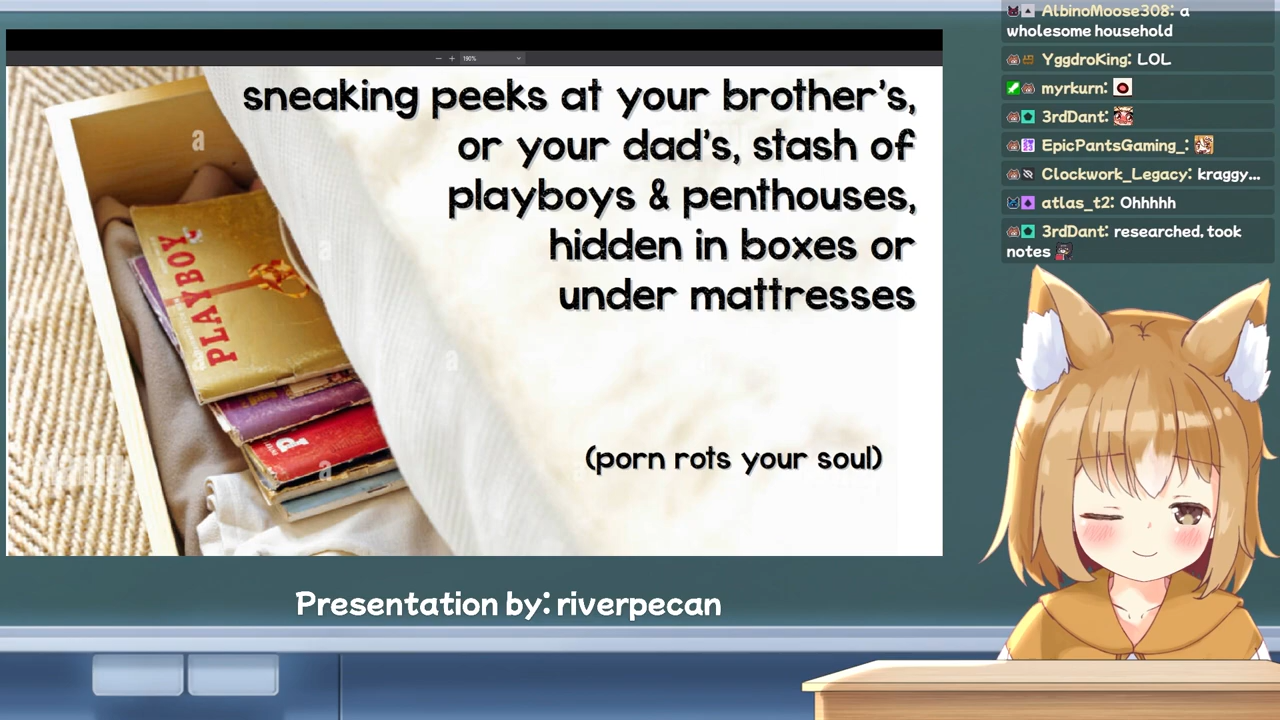 190%
sneaking peeks at your brother's,
or your dad's, stash of
playboys & penthouses,
hidden in boxes or
under mattresses
PLAYBOY
P
(porn rots your soul)
a
a
a
a
Presentation by: riverpecan
AlbinoMoose308: a
wholesome household
YggdroKing: LOL
myrkurn:
3rdDant:
EpicPantsGaming_:
Clockwork_Legacy: kraggy...
atlas_t2: Ohhhhh
3rdDant: researched, took
notes